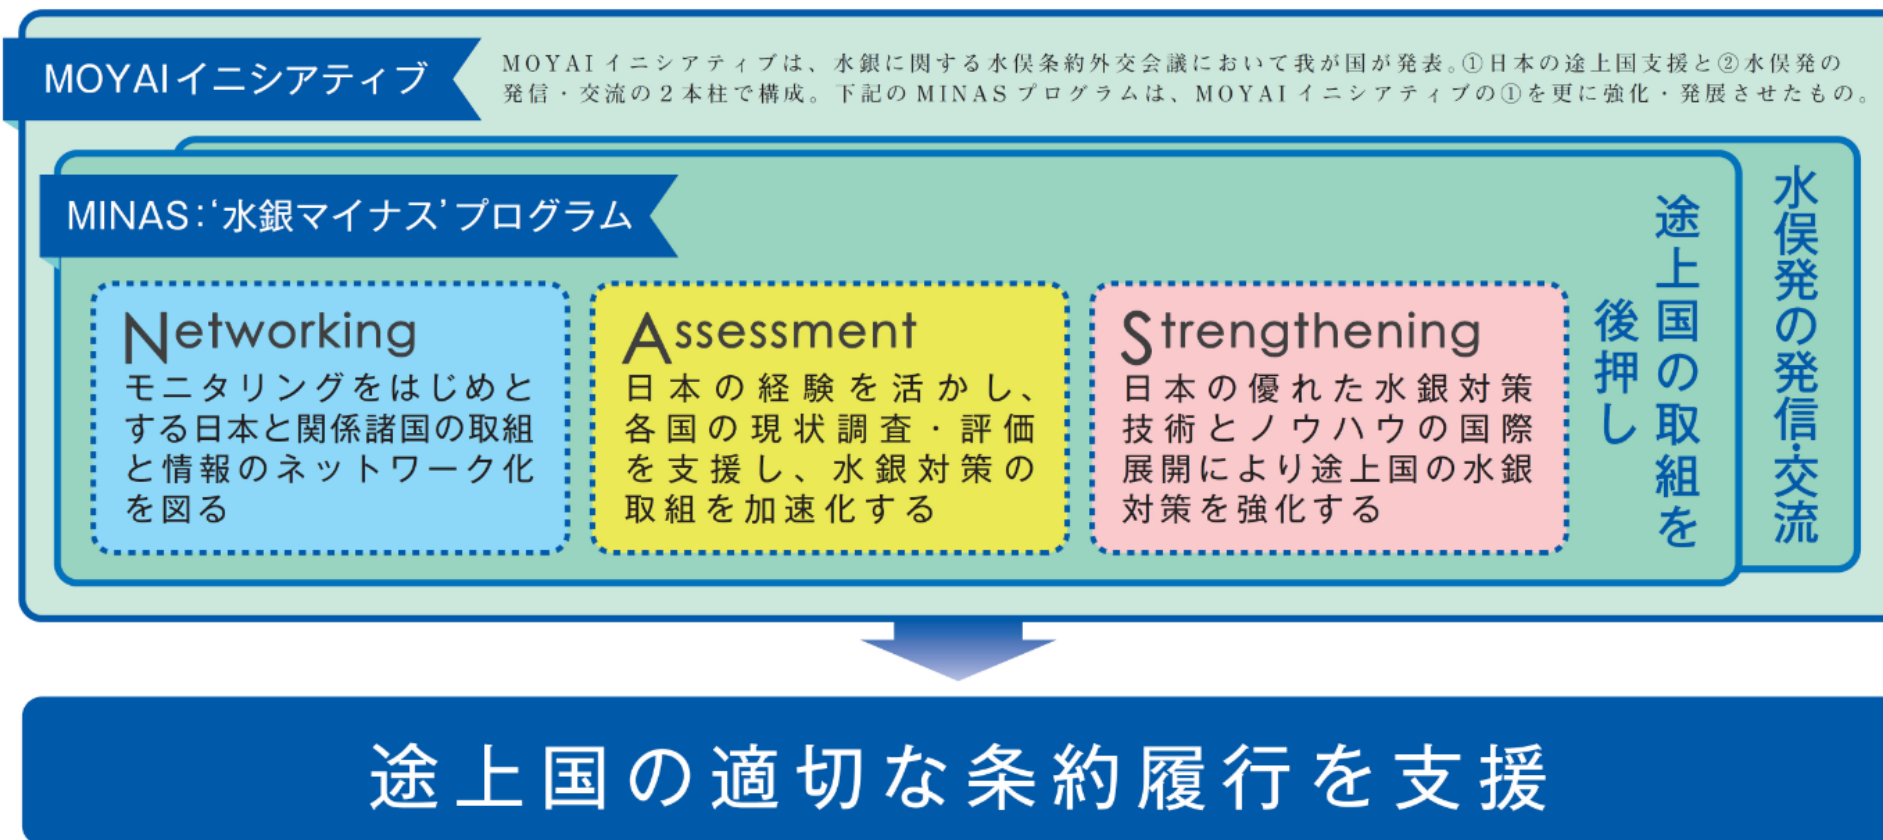 MOYAIイニシアティブ
MOYAIイニシアティブは、水銀に関する水俣条約外交会議において我が国が発表。①日本の途上国支援と②水俣発の
発信・交流の2本柱で構成。下記のMINASプログラムは、MOYAIイニシアティブの①を更に強化・発展させたもの。
MINAS:‘水銀マイナス’プログラム
Networking
モニタリングをはじめと
する日本と関係諸国の取組
と情報のネットワーク化
を図る
Assessment
日本の経験を活かし、
各国の現状調査・評価
を支援し、水銀対策の
取組を加速化する
Strengthening
日本の優れた水銀対策
技術とノウハウの国際
展開により途上国の水銀
対策を強化する
途上国の取組を
後押し
水俣発の発信・交流
途上国の適切な条約履行を支援